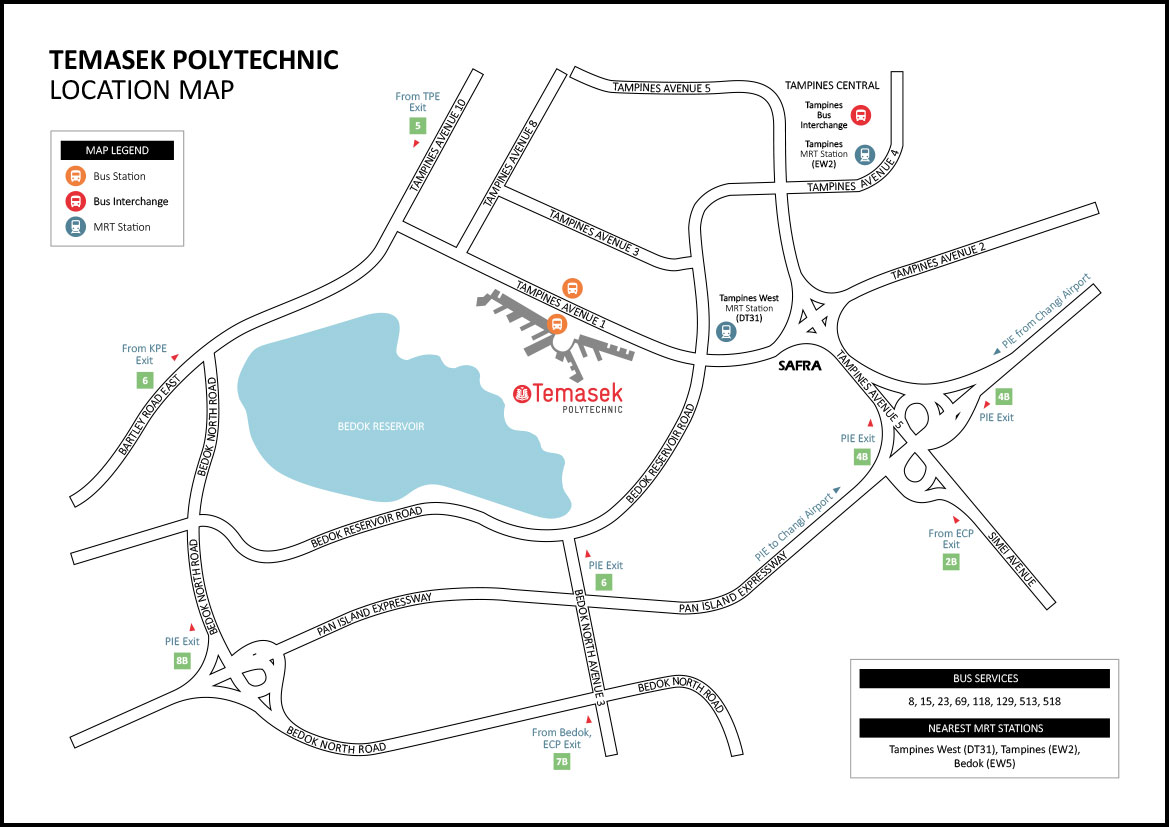 TEMASEK POLYTECHNIC
LOCATION MAP
MAP LEGEND
Bus Station
Bus Interchange
MRT Station
From TPE
Exit
5
TAMPINES AVENUE 10
TAMPINES AVENUE 8
TAMPINES AVENUE 5
TAMPINES CENTRAL
Tampines
Bus
Interchange
Tampines
MRT Station
(EW2)
TAMPINES AVENUE 4
TAMPINES AVENUE 3
TAMPINES AVENUE 2
TAMPINES AVENUE 1
Tampines West
MRT Station
(DT31)
PIE from Changi Airport
SAFRA
TAMPINES AVENUE 5
From KPE
Exit
6
BARTLEY ROAD EAST
BEDOK NORTH ROAD
Temasek
POLYTECHNIC
BEDOK RESERVOIR
BEDOK RESERVOIR ROAD
4B
PIE Exit
PIE Exit
4B
PIE to Changi Airport
BEDOK RESERVOIR ROAD
From ECP
Exit
2B
SIMEI AVENUE
BEDOK NORTH ROAD
PIE Exit
6
PAN ISLAND EXPRESSWAY
PAN ISLAND EXPRESSWAY
BEDOK NORTH AVENUE 3
PIE Exit
8B
BEDOK NORTH ROAD
BEDOK NORTH ROAD
From Bedok,
ECP Exit
7B
BUS SERVICES
8, 15, 23, 69, 118, 129, 513, 518
NEAREST MRT STATIONS
Tampines West (DT31), Tampines (EW2),
Bedok (EW5)